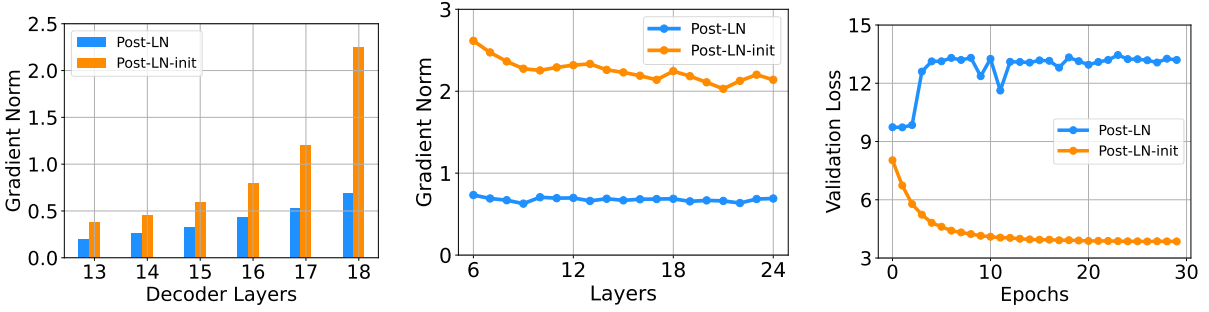 2.5
2.0
1.5
1.0
0.5
0.0
Gradient Norm
Post-LN
Post-LN-init
13 14 15 16 17 18
Decoder Layers
3
2
1
0
Gradient Norm
Post-LN
Post-LN-init
6 12 18 24
Layers
15
12
9
6
3
Validation Loss
Post-LN
Post-LN-init
0 10 20 30
Epochs